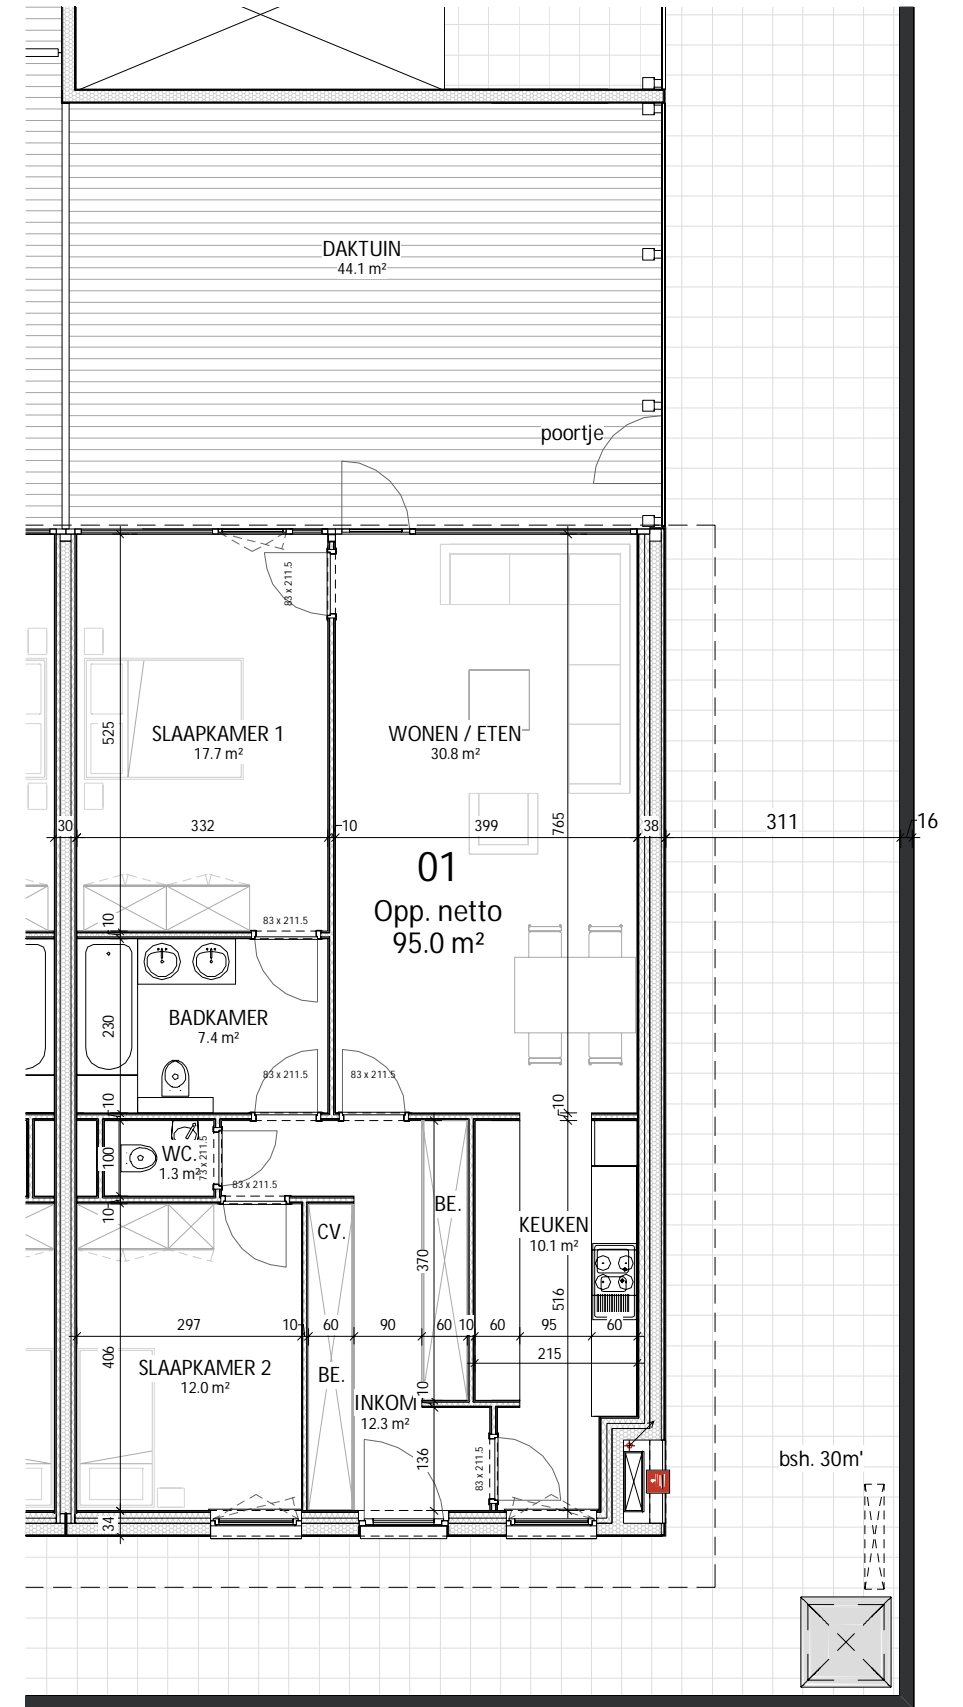 DAKTUIN
44.1 m²
poortje
83 x 211.5
SLAAPKAMER 1
17.7 m²
WONEN / ETEN
30.8 m²
525
765
30
332
10
399
38
311
16
01
Opp. netto
95.0 m²
10
83 x 211.5
BADKAMER
7.4 m²
230
83 x 211.5
83 x 211.5
10
10
WC.
1.3 m²
100
73 x 211.5
83 x 211.5
10
CV.
BE.
KEUKEN
10.1 m²
370
516
297
10
60
90
60
10
60
95
60
215
406
SLAAPKAMER 2
12.0 m²
BE.
10
INKOM
12.3 m²
136
83 x 211.5
bsh. 30m'
34